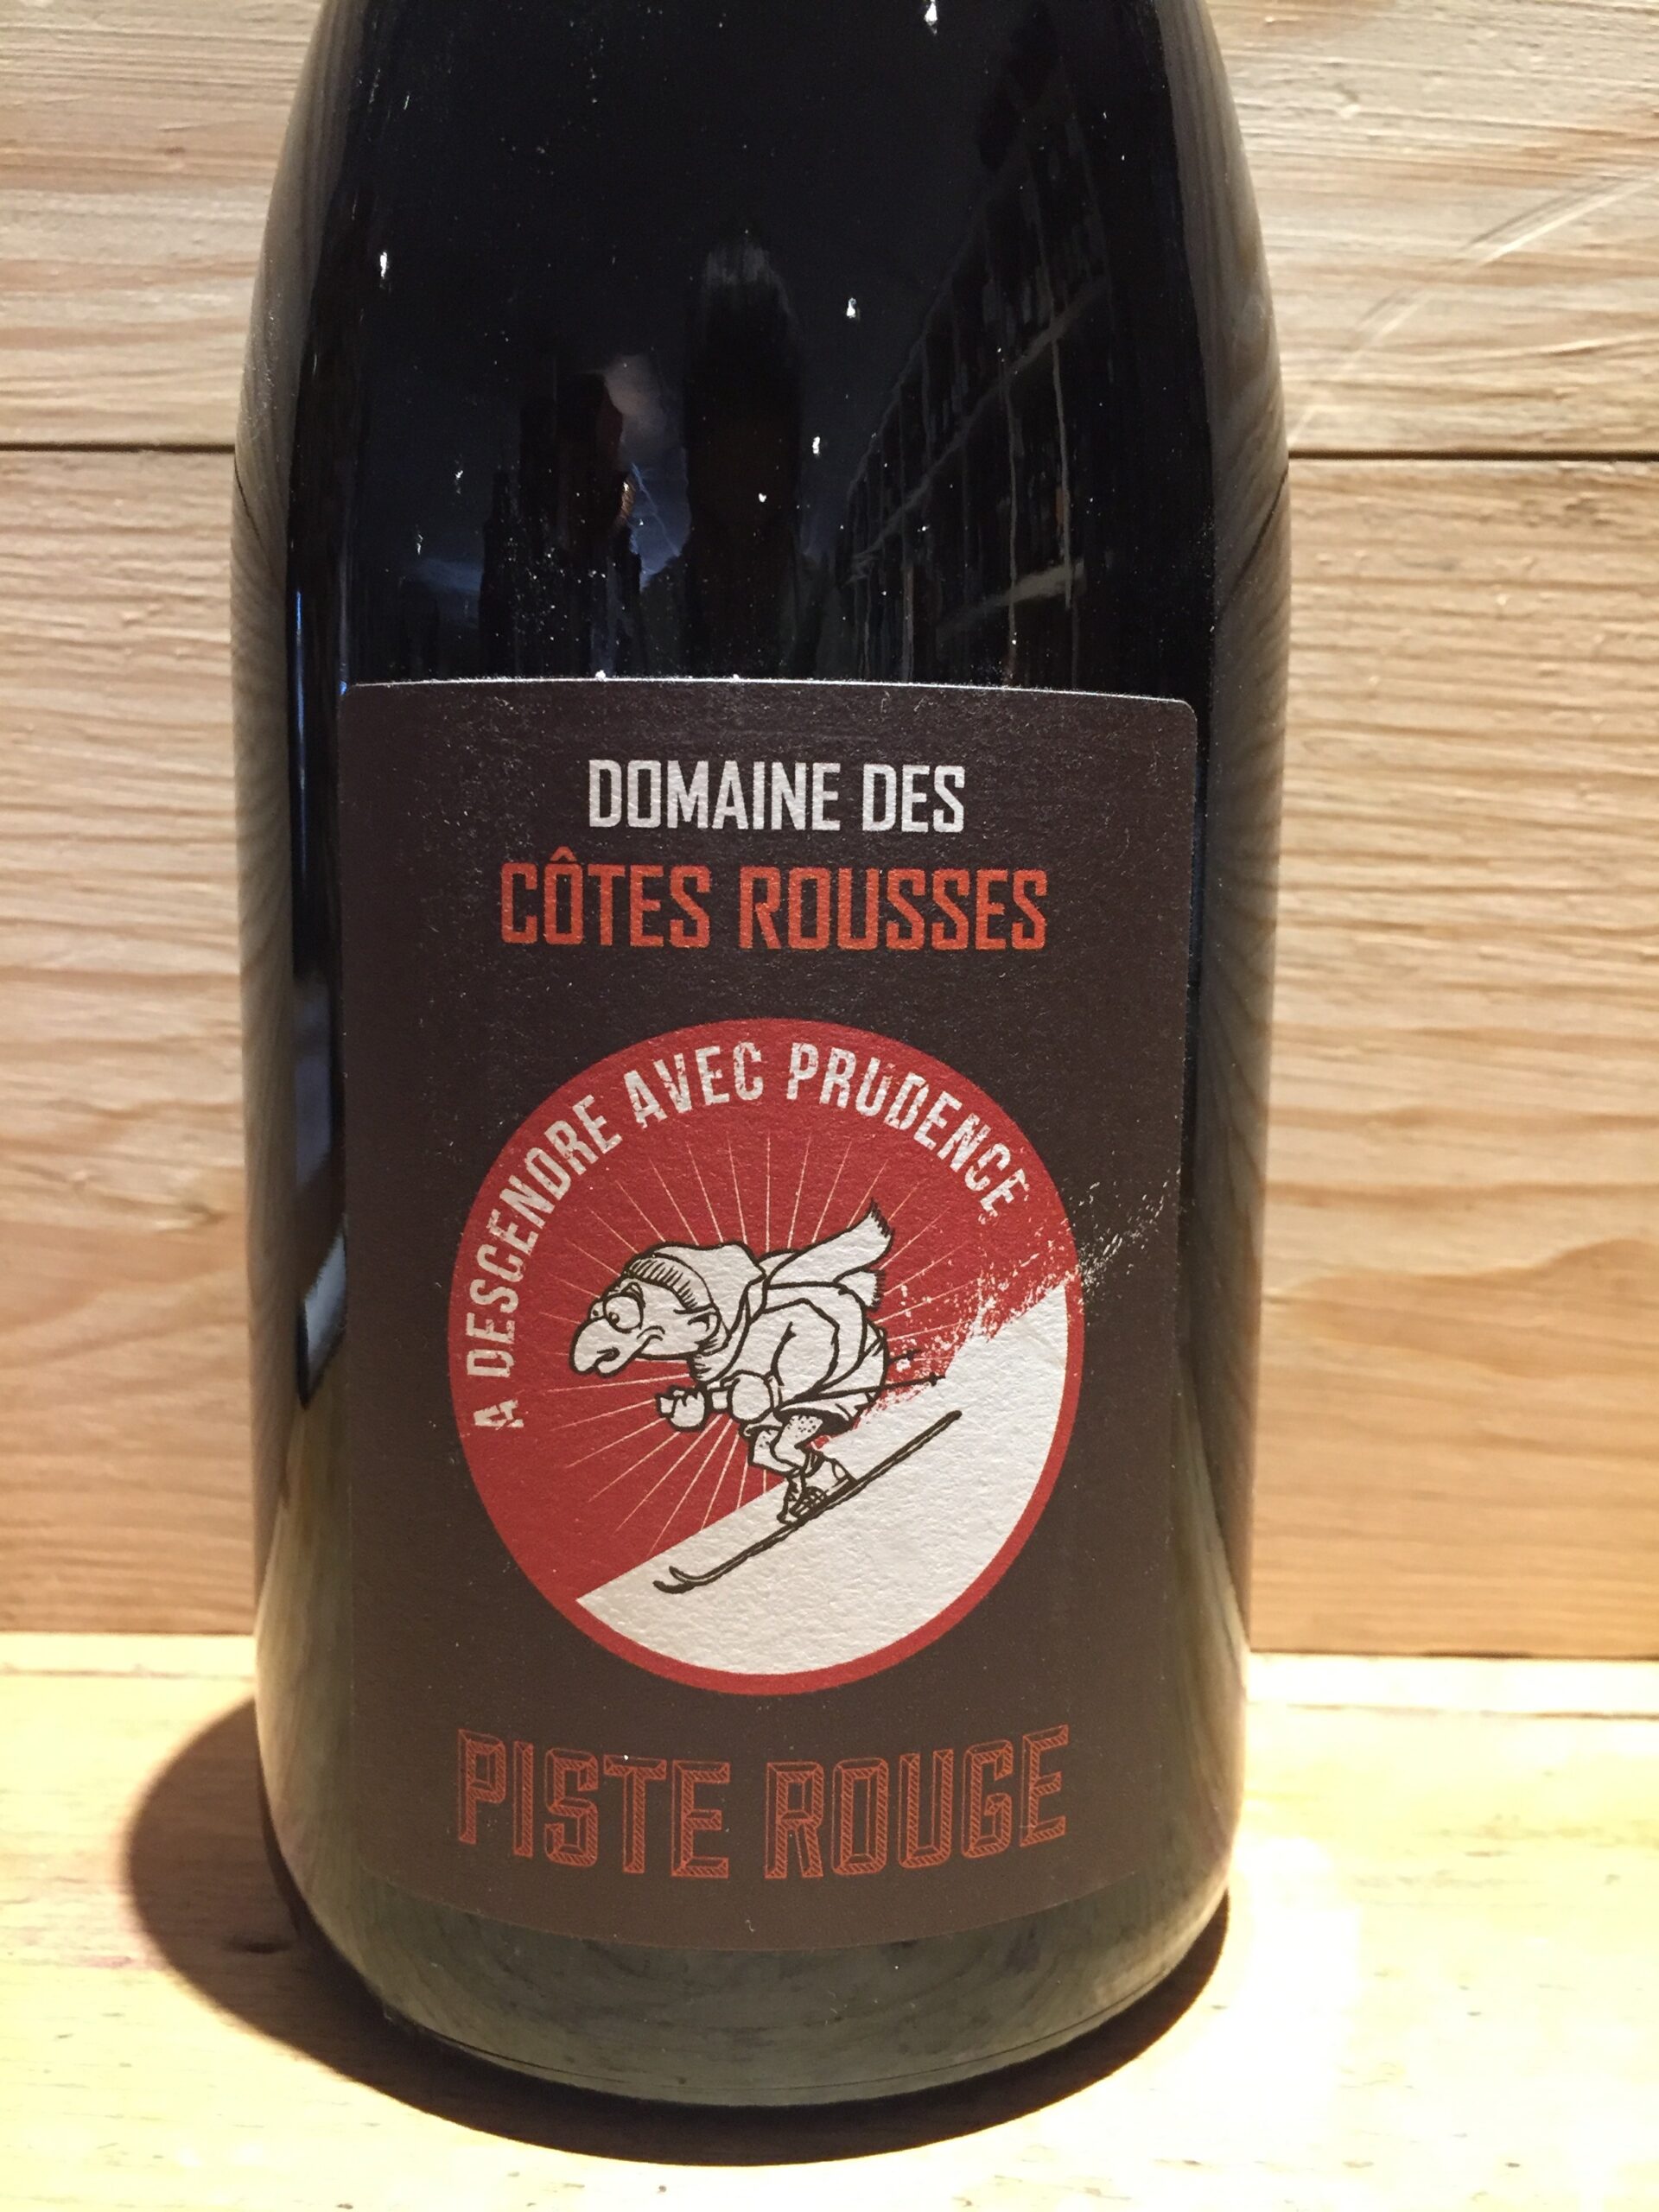 DOMAINE DES
CÔTES ROUSSES
A DESCENDRE AVEC PRUDENCE
PISTE ROUGE